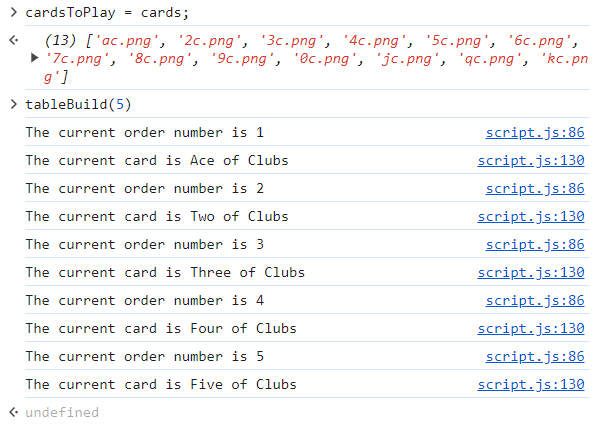 cardsToPlay = cards;
(13) ['ac.png', '2c.png', '3c.png', '4c.png', '5c.png', '6c.png',
'7c.png', '8c.png', '9c.png', '0c.png', 'jc.png', 'qc.png', 'kc.pn
g']
tableBuild(5)
The current order number is 1 script.js:86
The current card is Ace of Clubs script.js:130
The current order number is 2 script.js:86
The current card is Two of Clubs script.js:130
The current order number is 3 script.js:86
The current card is Three of Clubs script.js:130
The current order number is 4 script.js:86
The current card is Four of Clubs script.js:130
The current order number is 5 script.js:86
The current card is Five of Clubs script.js:130
undefined